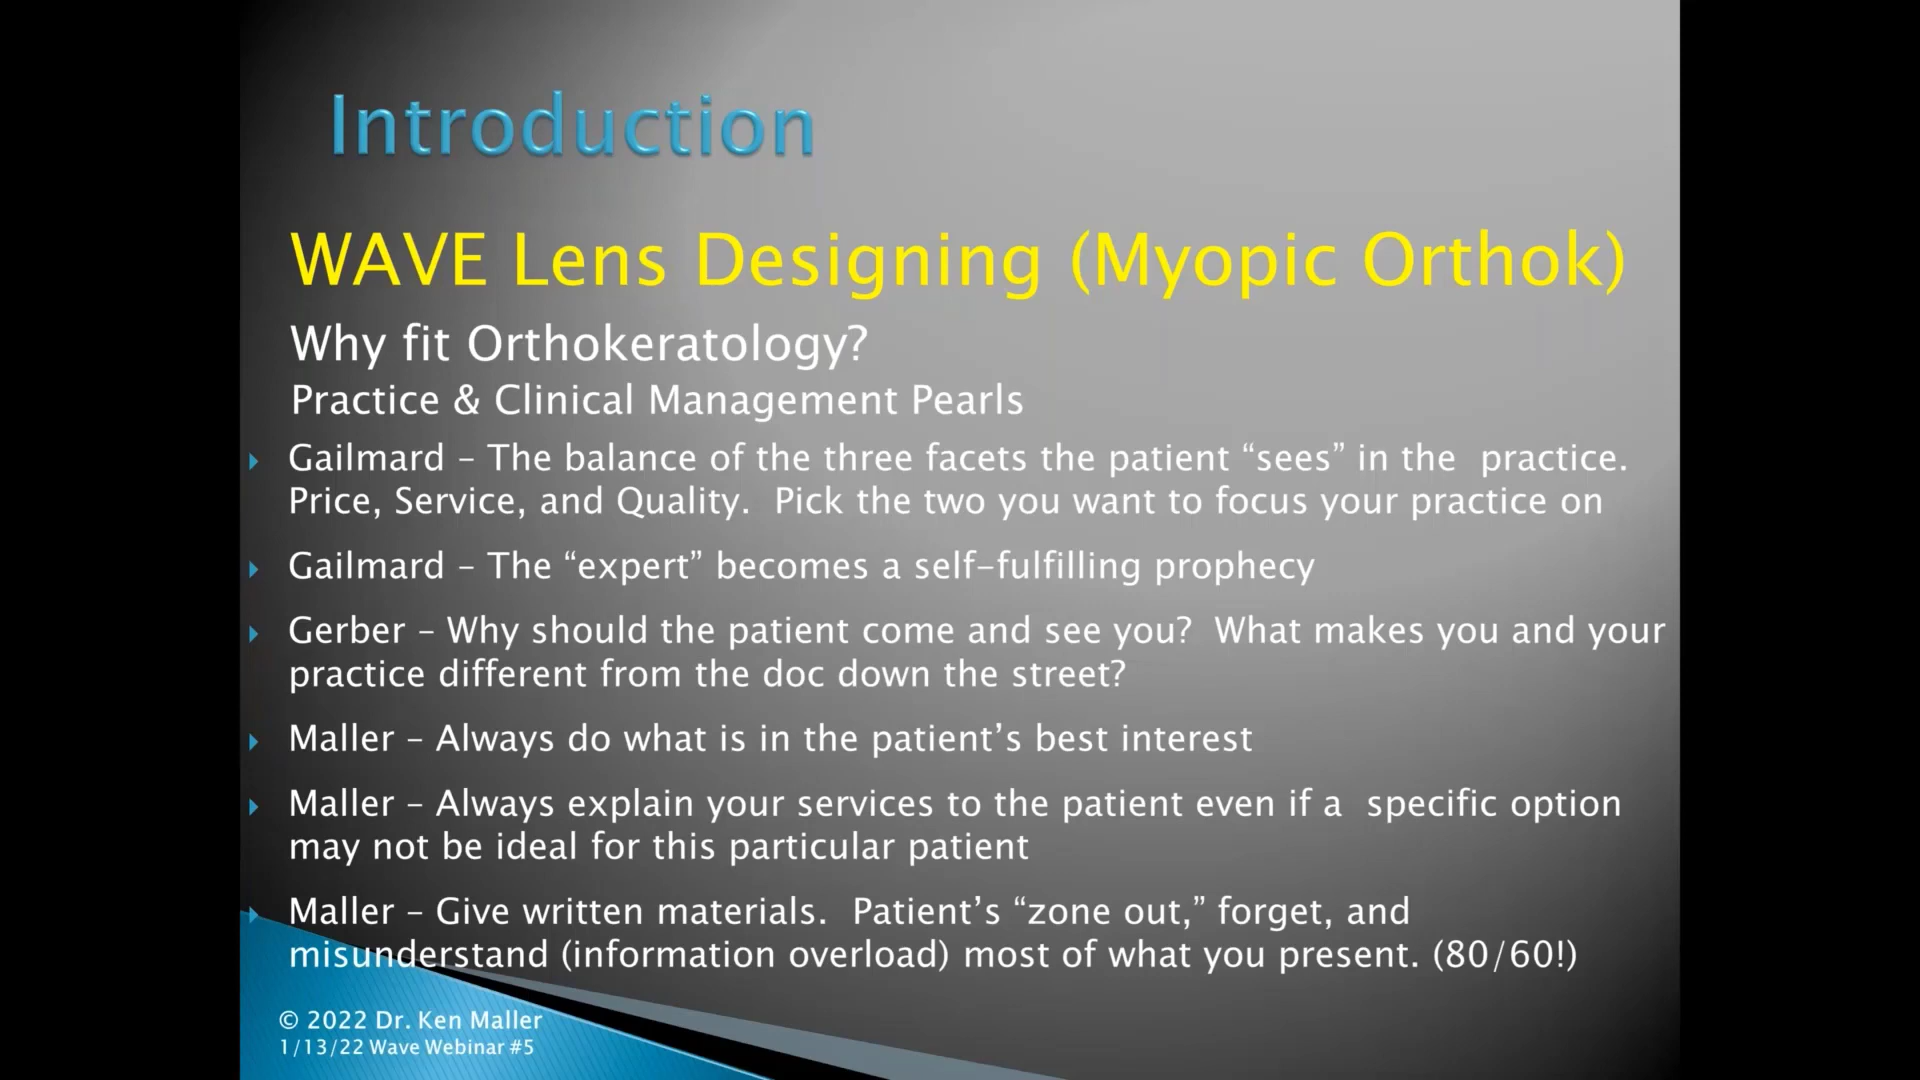 Introduction
WAVE Lens Designing (Myopic Orthok)
Why fit Orthokeratology?
Practice & Clinical Management Pearls
Gailmard – The balance of the three facets the patient “sees” in the  practice.
Price, Service, and Quality.  Pick the two you want to focus your practice on
Gailmard – The “expert” becomes a self-fulfilling prophecy
Gerber – Why should the patient come and see you?  What makes you and your
practice different from the doc down the street?
Maller – Always do what is in the patient’s best interest
Maller – Always explain your services to the patient even if a  specific option
may not be ideal for this particular patient
Maller – Give written materials.  Patient’s “zone out,” forget, and
misunderstand (information overload) most of what you present. (80/60!)
© 2022 Dr. Ken Maller
1/13/22 Wave Webinar #5